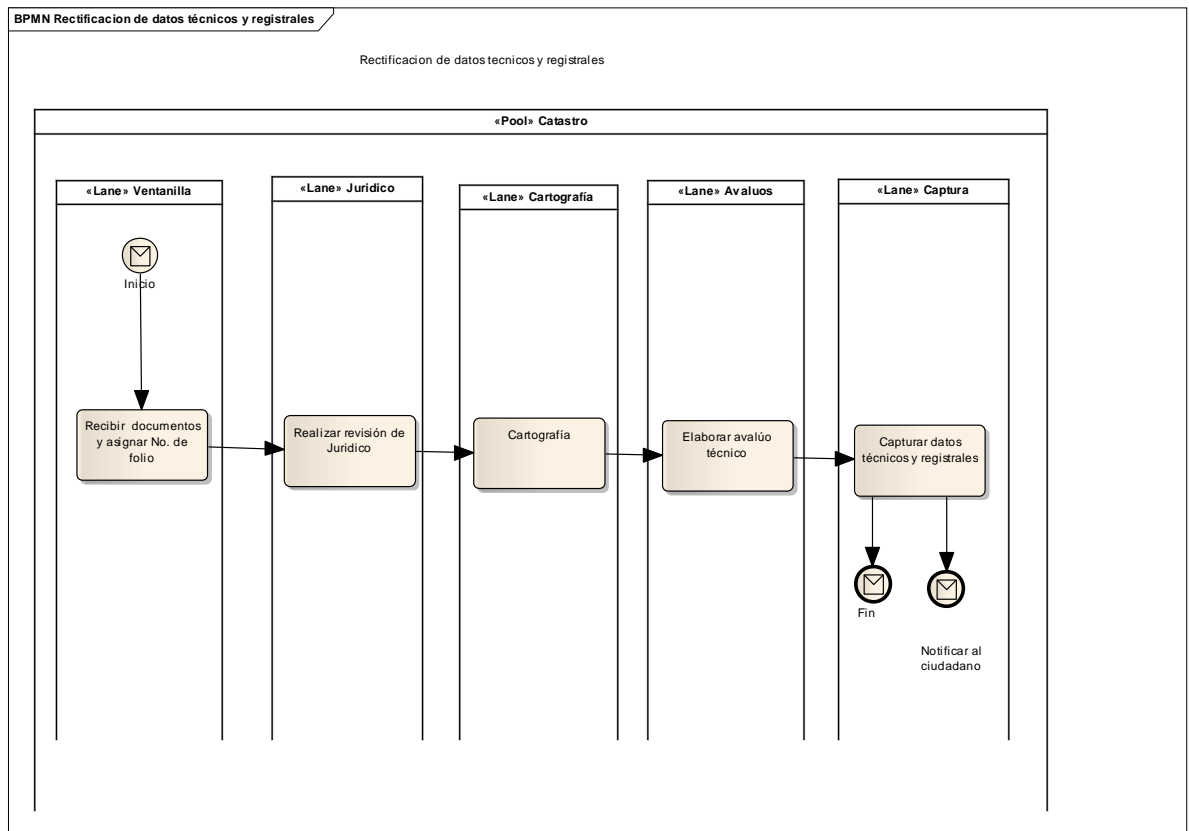 BPMN Rectificacion de datos técnicos y registrales
Rectificacion de datos tecnicos y registrales
«Pool» Catastro
«Lane» Ventanilla
«Lane» Juridico
«Lane» Cartografía
«Lane» Avaluos
«Lane» Captura
Inicio
Recibir documentos
y asignar No. de
folio
Realizar revisión de
Juridico
Cartografía
Elaborar avalúo
técnico
Capturar datos
técnicos y registrales
Fin
Notificar al
ciudadano